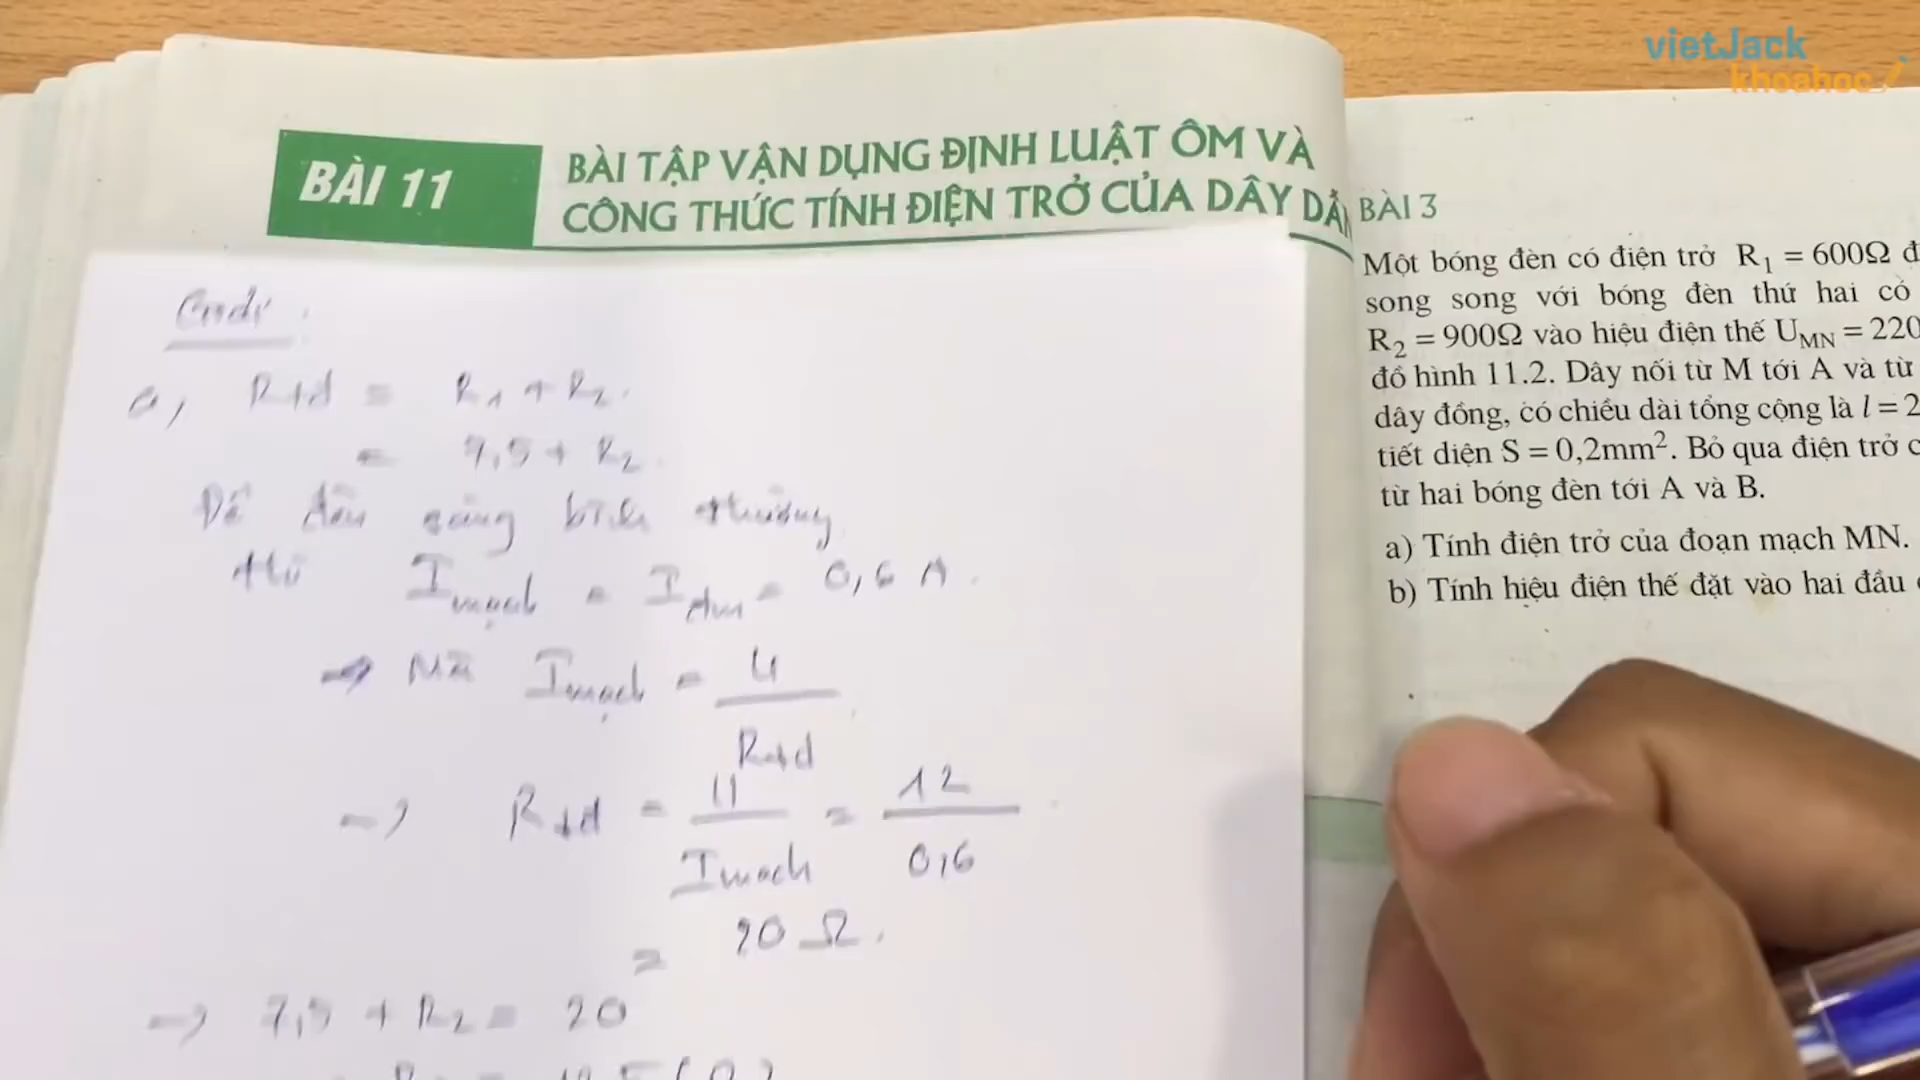 vietJack
khoahoc
BÀI 11
BÀI TẬP VẬN DỤNG ĐỊNH LUẬT ÔM VÀ
CÔNG THỨC TÍNH ĐIỆN TRỞ CỦA DÂY DẪN
Giải
a, Rtđ = R1 + R2.
= 7,5 + R2.
Để đèn sáng bình thường
thì Imạch = Iđm = 0,6 A.
→ Mà Imạch = U / Rtđ
→ Rtđ = U / Imạch = 12 / 0,6
= 20 Ω.
→ 7,5 + R2 = 20
BÀI 3
Một bóng đèn có điện trở R1 = 600Ω đ
song song với bóng đèn thứ hai có
R2 = 900Ω vào hiệu điện thế UMN = 220
đồ hình 11.2. Dây nối từ M tới A và từ
dây đồng, có chiều dài tổng cộng là l = 2
tiết diện S = 0,2mm². Bỏ qua điện trở c
từ hai bóng đèn tới A và B.
a) Tính điện trở của đoạn mạch MN.
b) Tính hiệu điện thế đặt vào hai đầu